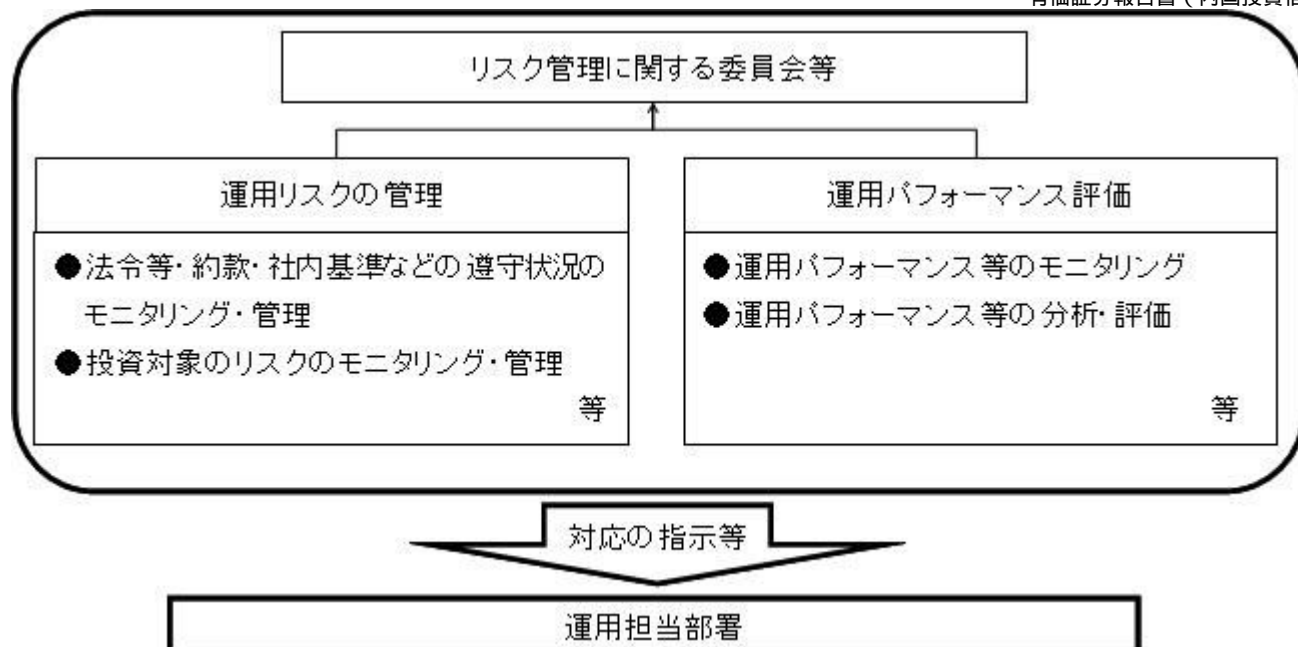 リスク管理に関する委員会等
運用リスクの管理
●法令等・約款・社内基準などの遵守状況の
モニタリング・管理
●投資対象のリスクのモニタリング・管理
等
運用パフォーマンス評価
●運用パフォーマンス等のモニタリング
●運用パフォーマンス等の分析・評価
等
対応の指示等
運用担当部署